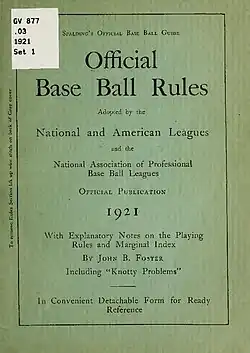 GV 877
.03
1921
Set 1
Spalding's Official Base Ball Guide
Official
Base Ball Rules
Adopted by the
National and American Leagues
and the
National Association of Professional
Base Ball Leagues
Official Publication
1921
With Explanatory Notes on the Playing
Rules and Marginal Index
By John B. Foster
Including "Knotty Problems"
In Convenient Detachable Form for Ready
Reference